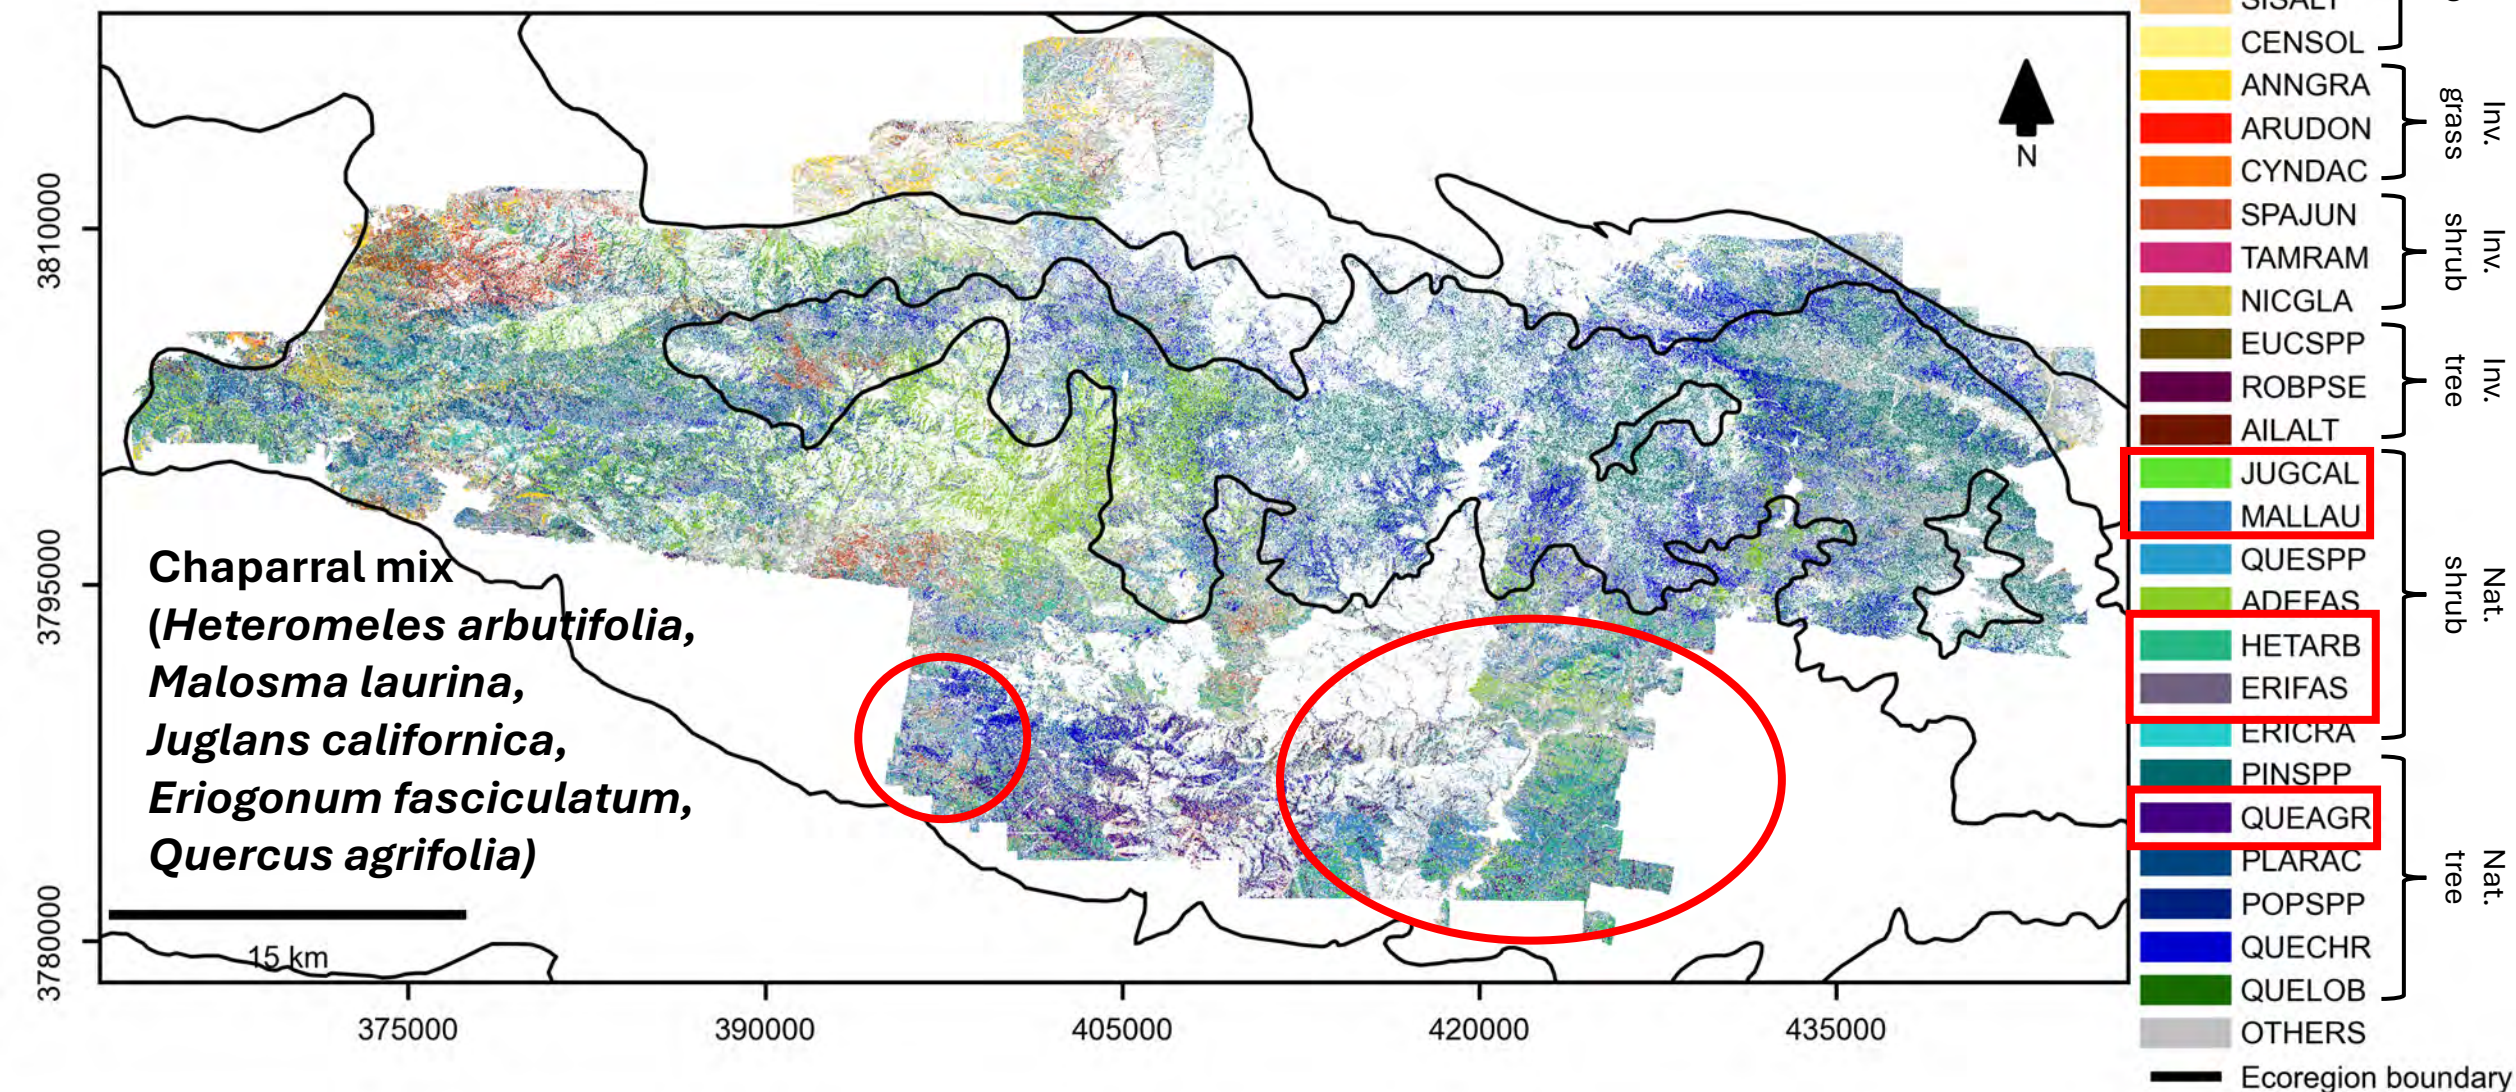 SISALT
CENSOL
ANNGRA
ARUDON
CYNDAC
Inv.
grass
SPAJUN
TAMRAM
NICGLA
Inv.
shrub
EUCSPP
ROBPSE
AILALT
Inv.
tree
JUGCAL
MALLAU
QUESPP
ADEFAS
HETARB
ERIFAS
ERICRA
Nat.
shrub
PINSPP
QUEAGR
PLARAC
POPSPP
QUECHR
QUELOB
Nat.
tree
OTHERS
Ecoregion boundary
N
3810000
3795000
3780000
Chaparral mix
(Heteromeles arbutifolia,
Malosma laurina,
Juglans californica,
Eriogonum fasciculatum,
Quercus agrifolia)
15 km
375000
390000
405000
420000
435000